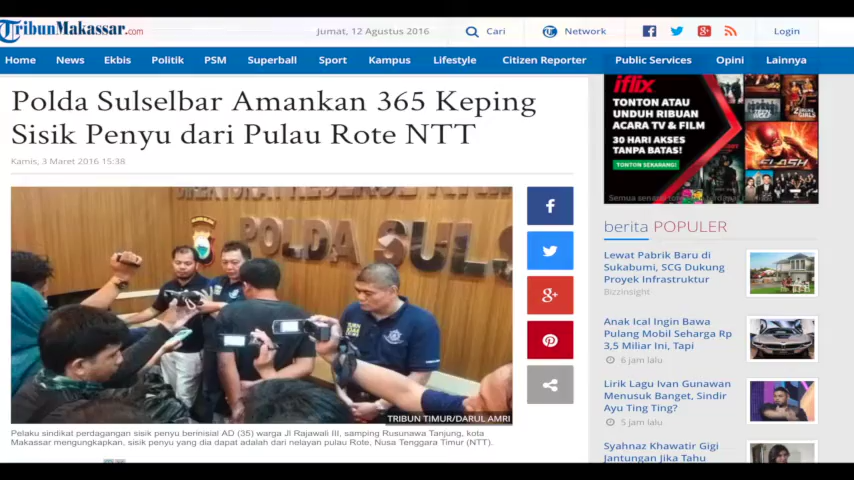 TribunMakassar.com
Jumat, 12 Agustus 2016
Cari
Network
Login
Home News Ekbis Politik PSM Superball Sport Kampus Lifestyle Citizen Reporter Public Services Opini Lainnya
Polda Sulselbar Amankan 365 Keping
Sisik Penyu dari Pulau Rote NTT
Kamis, 3 Maret 2016 15:38
POLDA SULS
TRIBUN TIMUR/DARUL AMRI
Pelaku sindikat perdagangan sisik penyu berinisial AD (35) warga Jl Rajawali III, samping Rusunawa Tanjung, kota
Makassar mengungkapkan, sisik penyu yang dia dapat adalah dari nelayan pulau Rote, Nusa Tenggara Timur (NTT).
iflix
TONTON ATAU
UNDUH RIBUAN
ACARA TV & FILM
30 HARI AKSES
TANPA BATAS!
TONTON SEKARANG!
FLASH
berita POPULER
Lewat Pabrik Baru di
Sukabumi, SCG Dukung
Proyek Infrastruktur
Bizzinsight
Anak Ical Ingin Bawa
Pulang Mobil Seharga Rp
3,5 Miliar Ini, Tapi
6 jam lalu
Lirik Lagu Ivan Gunawan
Menusuk Banget, Sindir
Ayu Ting Ting?
5 jam lalu
Syahnaz Khawatir Gigi
Jantungan Jika Tahu